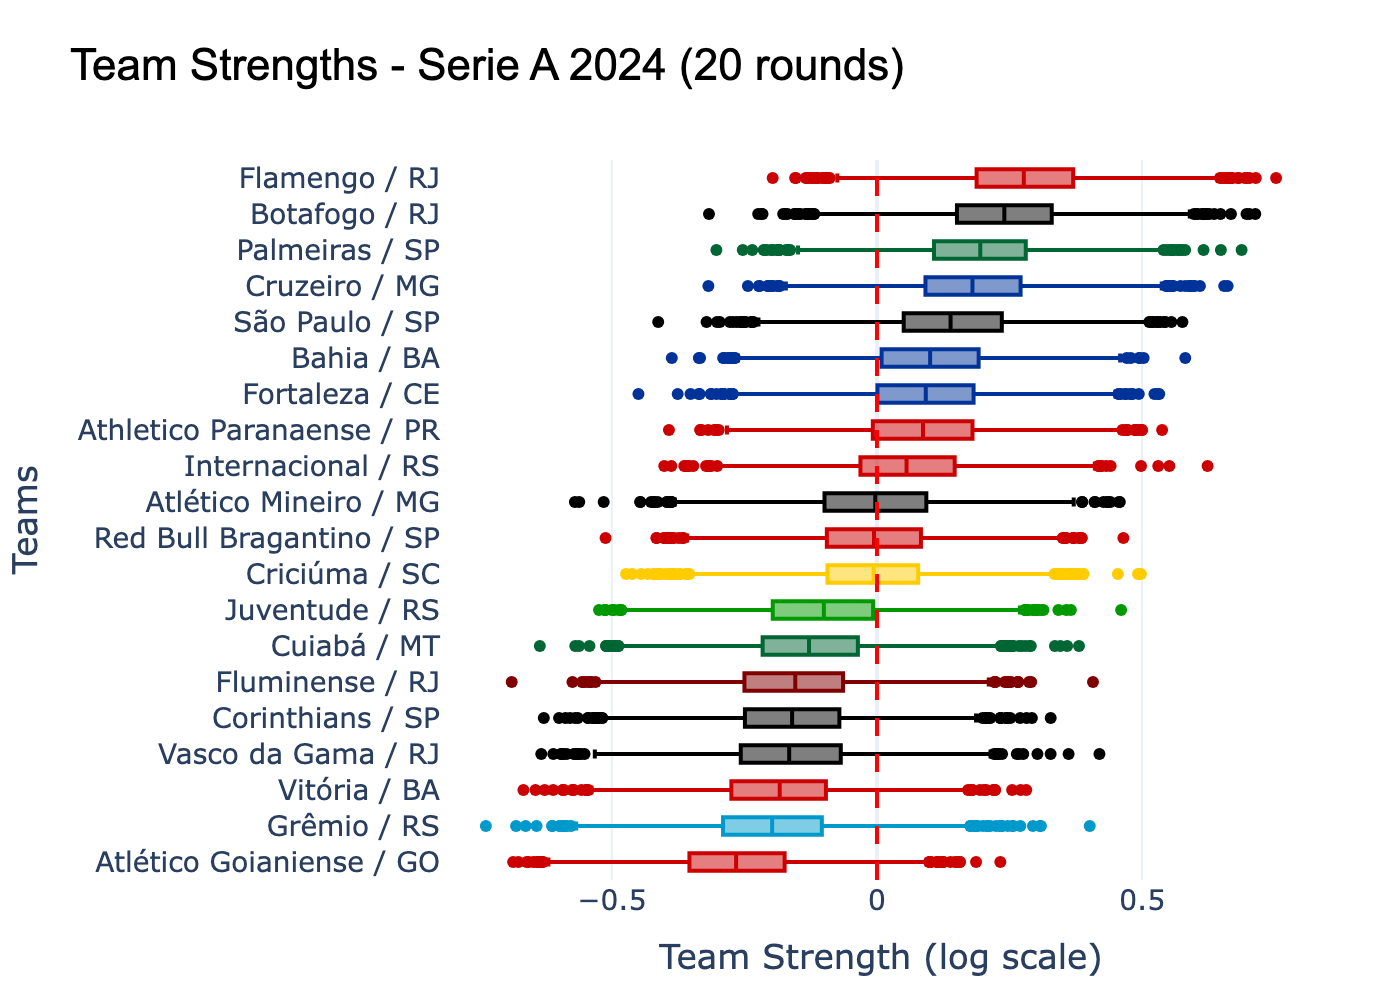 Team Strengths - Serie A 2024 (20 rounds)
Flamengo / RJ
Botafogo / RJ
Palmeiras / SP
Cruzeiro / MG
São Paulo / SP
Bahia / BA
Fortaleza / CE
Athletico Paranaense / PR
Internacional / RS
Atlético Mineiro / MG
Red Bull Bragantino / SP
Criciúma / SC
Juventude / RS
Cuiabá / MT
Fluminense / RJ
Corinthians / SP
Vasco da Gama / RJ
Vitória / BA
Grêmio / RS
Atlético Goianiense / GO
Teams
−0.5 0 0.5
Team Strength (log scale)